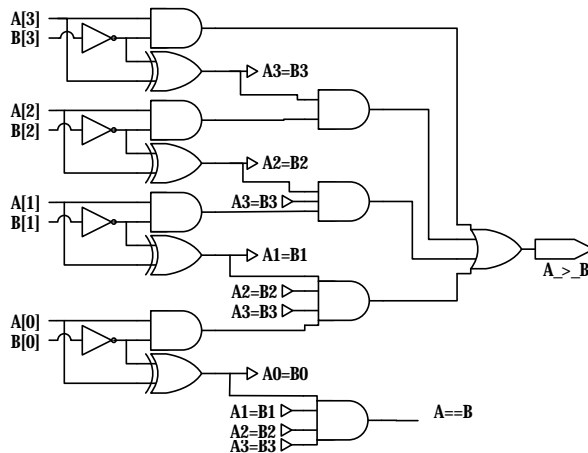 A[3]
B[3]
A3=B3
A[2]
B[2]
A2=B2
A[1]
B[1]
A3=B3
A1=B1
A_>_B
A2=B2
A3=B3
A[0]
B[0]
A0=B0
A1=B1
A==B
A2=B2
A3=B3